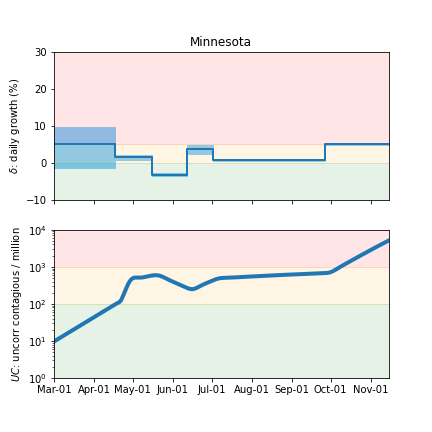 Minnesota
δ: daily growth (%)
30
20
10
0
−10
UC: uncorr contagious / million
10⁴
10³
10²
10¹
10⁰
Mar-01 Apr-01 May-01 Jun-01 Jul-01 Aug-01 Sep-01 Oct-01 Nov-01